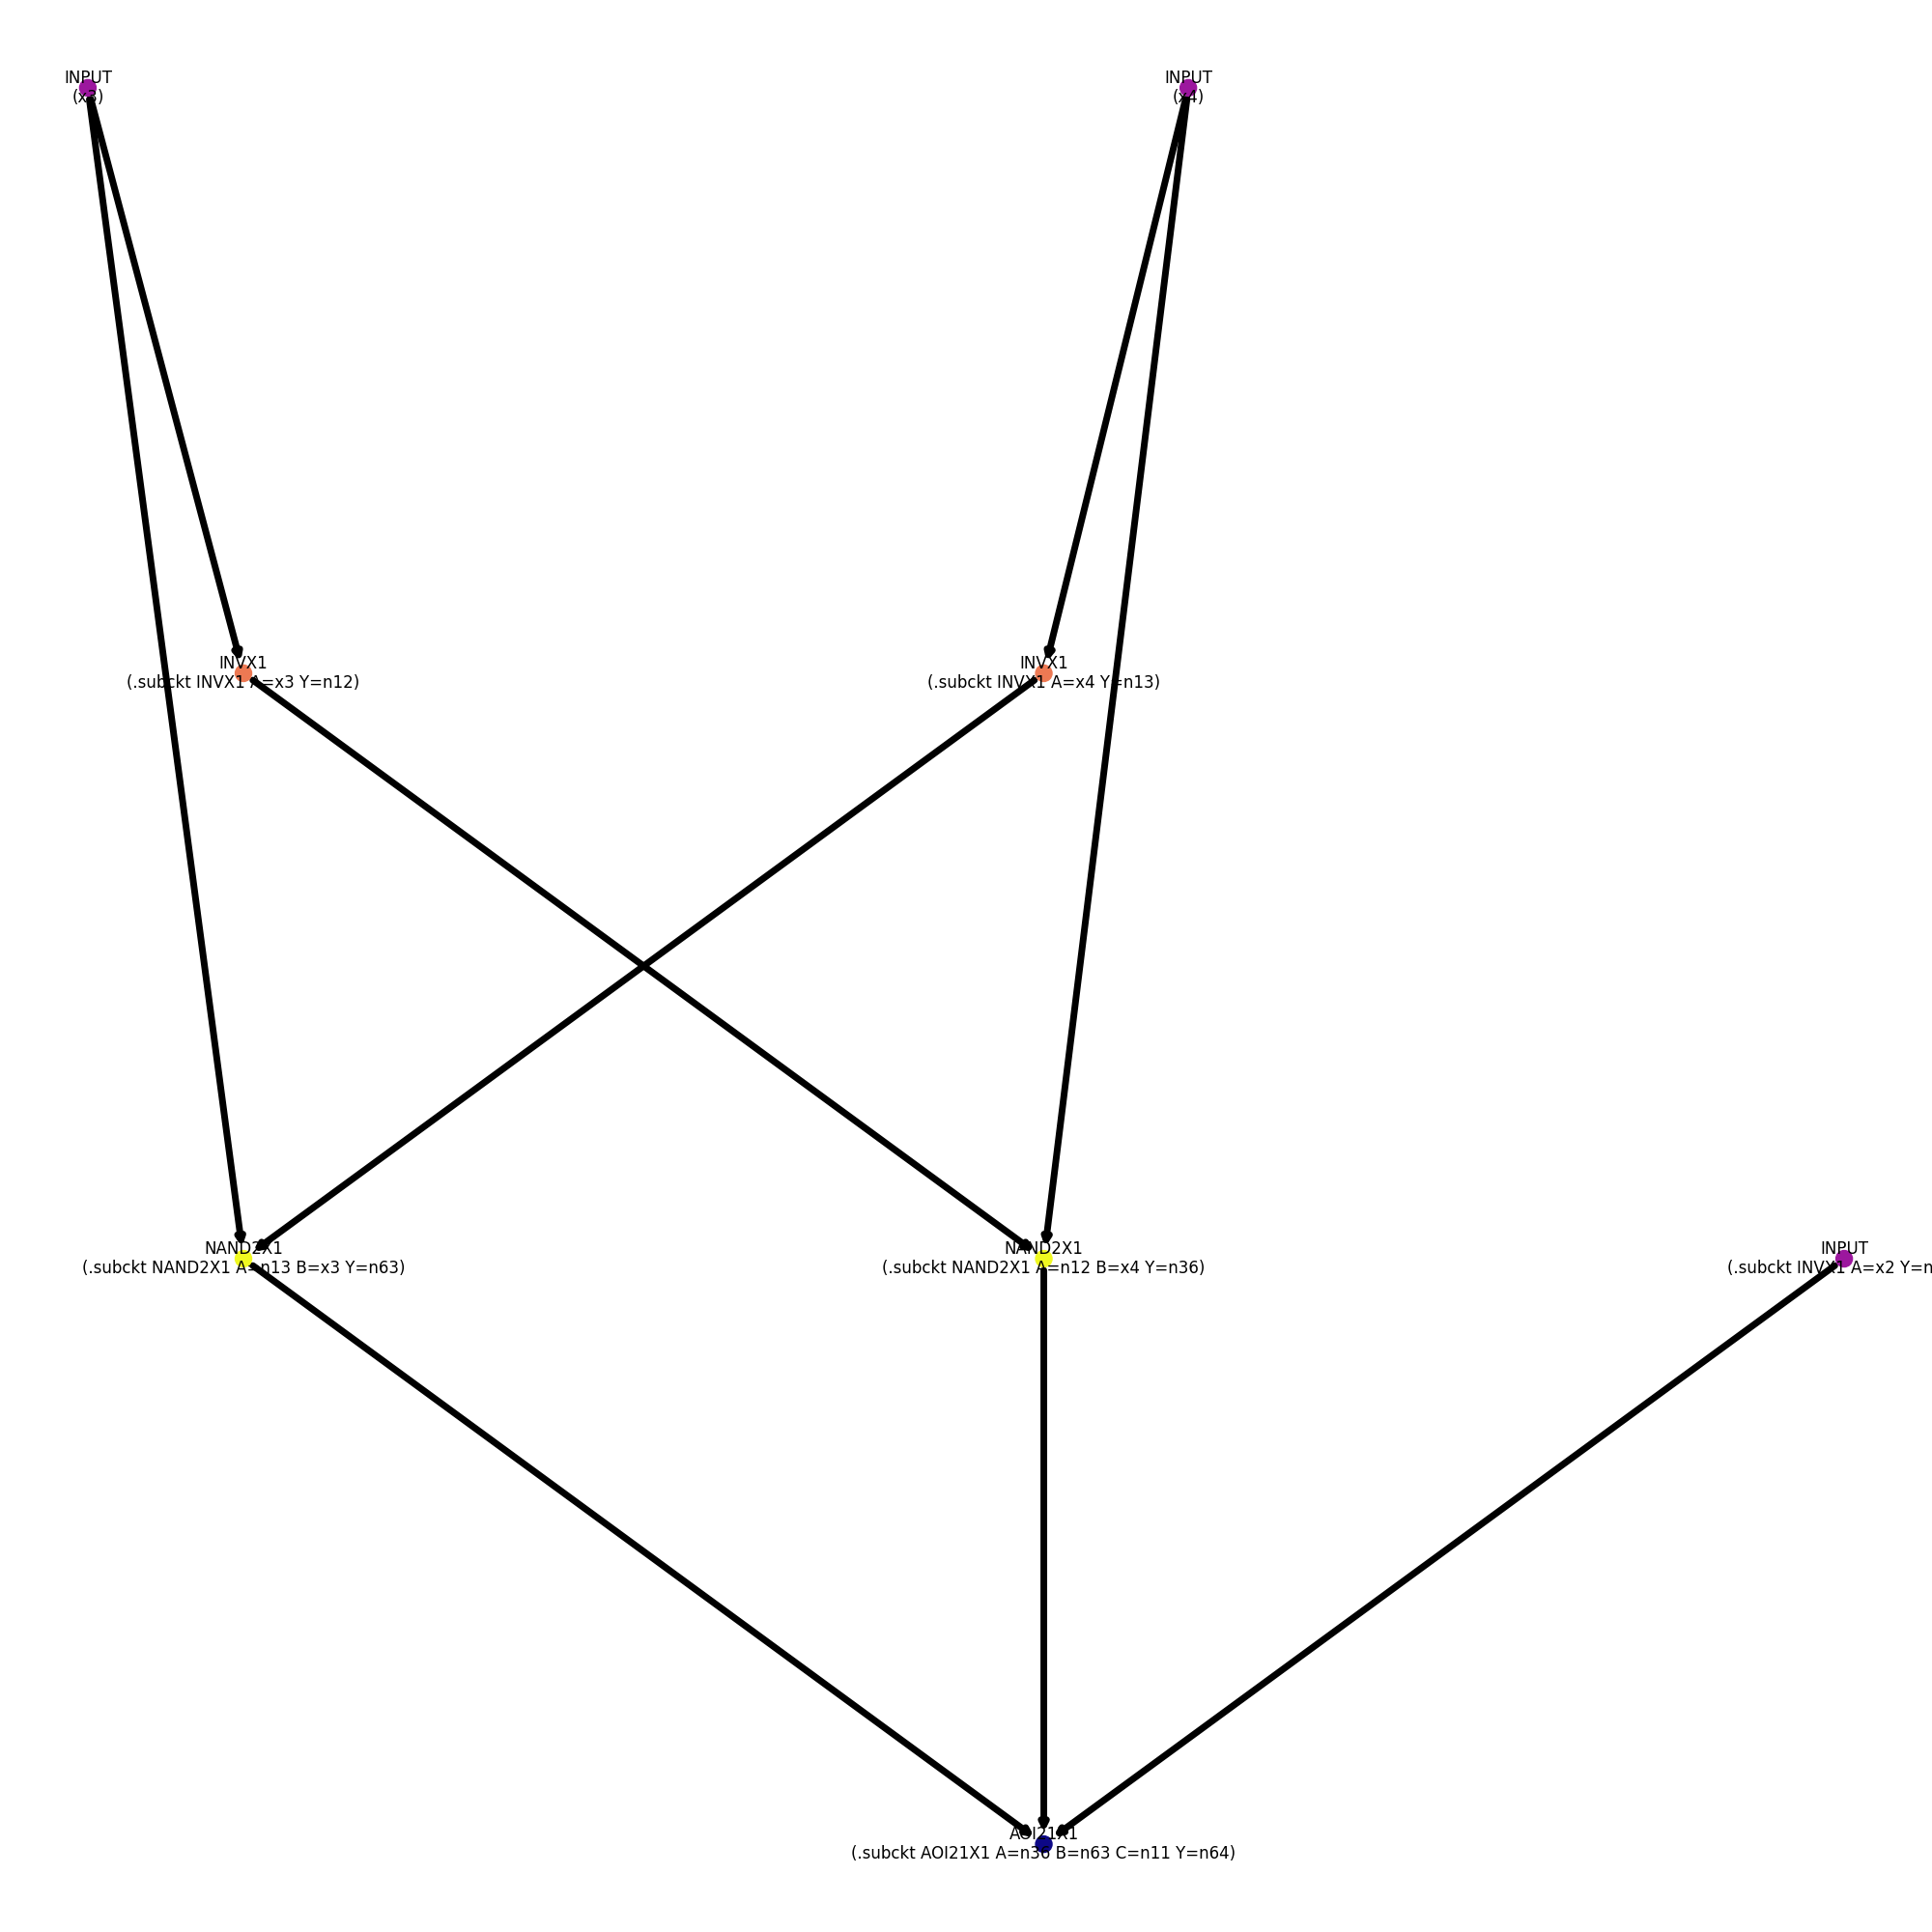 INPUT
(x3)
INPUT
(x4)
INVX1
(.subckt INVX1 A=x3 Y=n12)
INVX1
(.subckt INVX1 A=x4 Y=n13)
NAND2X1
(.subckt NAND2X1 A=n13 B=x3 Y=n63)
NAND2X1
(.subckt NAND2X1 A=n12 B=x4 Y=n36)
INPUT
(.subckt INVX1 A=x2 Y=n
AOI21X1
(.subckt AOI21X1 A=n36 B=n63 C=n11 Y=n64)